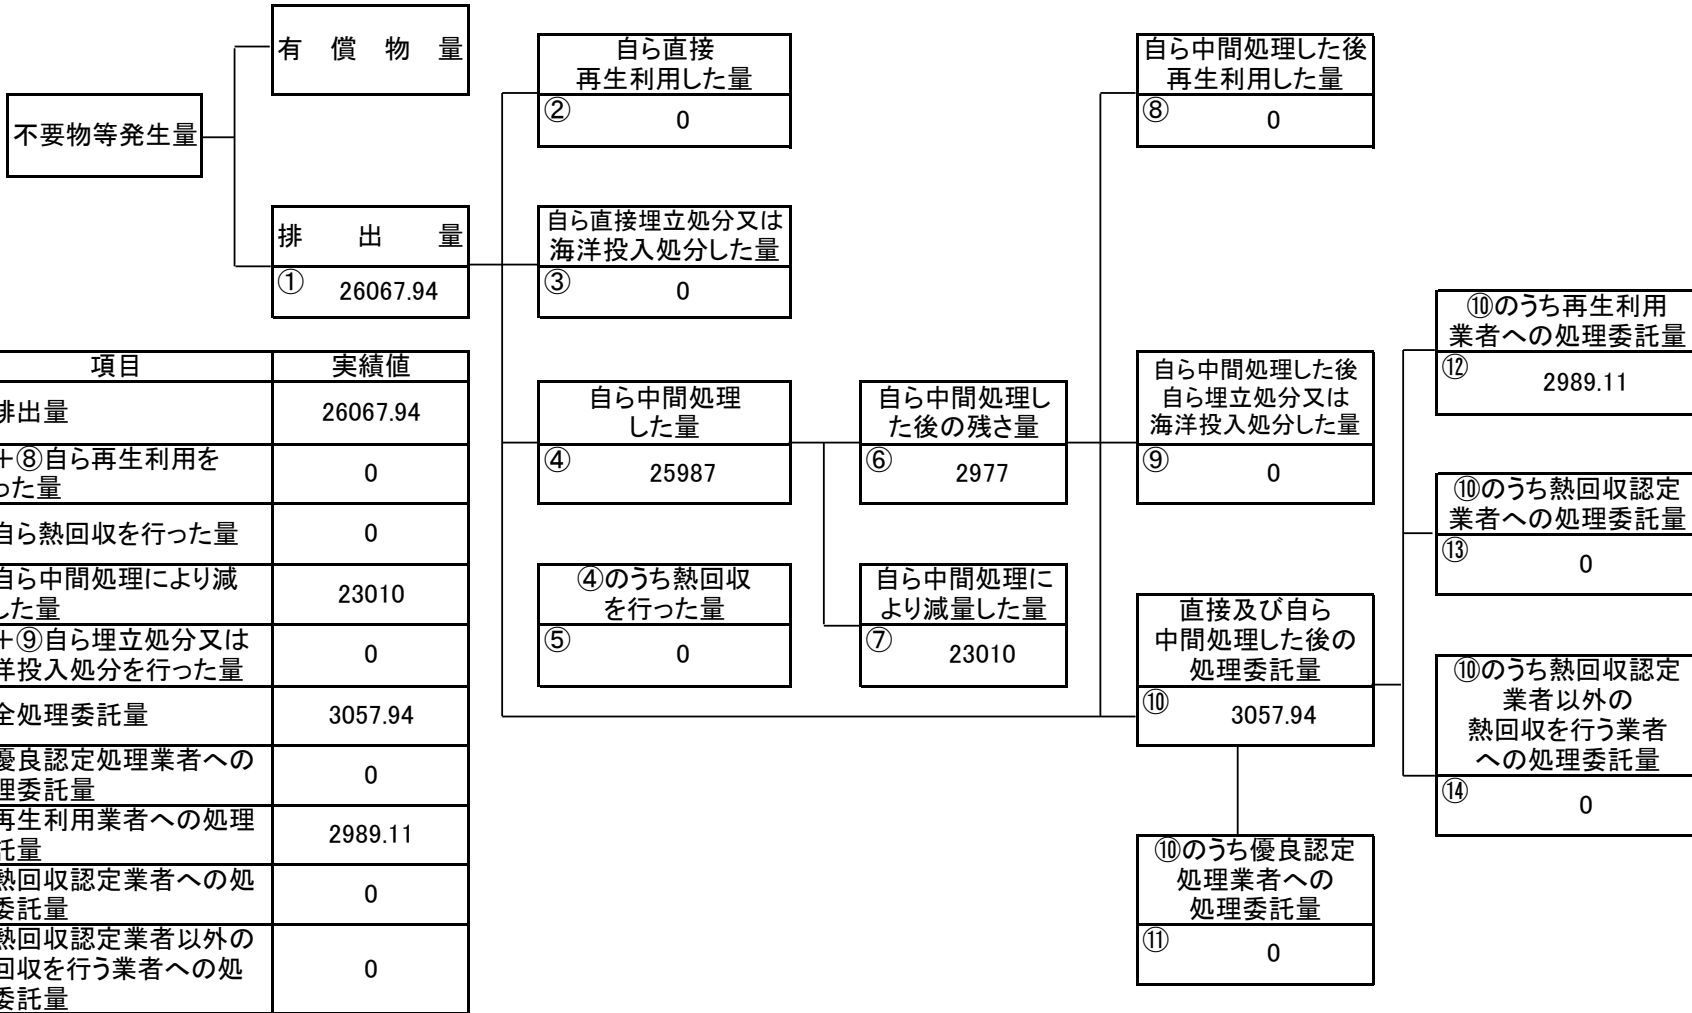 有償物量
不要物等発生量
排出量
①
26067.94
自ら直接
再生利用した量
②
0
自ら直接埋立処分又は
海洋投入処分した量
③
0
自ら中間処理
した量
④
25987
④のうち熱回収
を行った量
⑤
0
自ら中間処理し
た後の残さ量
⑥
2977
自ら中間処理に
より減量した量
⑦
23010
自ら中間処理した後
再生利用した量
⑧
0
自ら中間処理した後
自ら埋立処分又は
海洋投入処分した量
⑨
0
直接及び自ら
中間処理した後の
処理委託量
⑩
3057.94
⑩のうち優良認定
処理業者への
処理委託量
⑪
0
⑩のうち再生利用
業者への処理委託量
⑫
2989.11
⑩のうち熱回収認定
業者への処理委託量
⑬
0
⑩のうち熱回収認定
業者以外の
熱回収を行う業者
への処理委託量
⑭
0
項目 実績値
排出量 26067.94
+⑧自ら再生利用を
った量 0
自ら熱回収を行った量 0
自ら中間処理により減
した量 23010
+⑨自ら埋立処分又は
洋投入処分を行った量 0
全処理委託量 3057.94
優良認定処理業者への
理委託量 0
再生利用業者への処理
託量 2989.11
熱回収認定業者への処
委託量 0
熱回収認定業者以外の
回収を行う業者への処
委託量 0